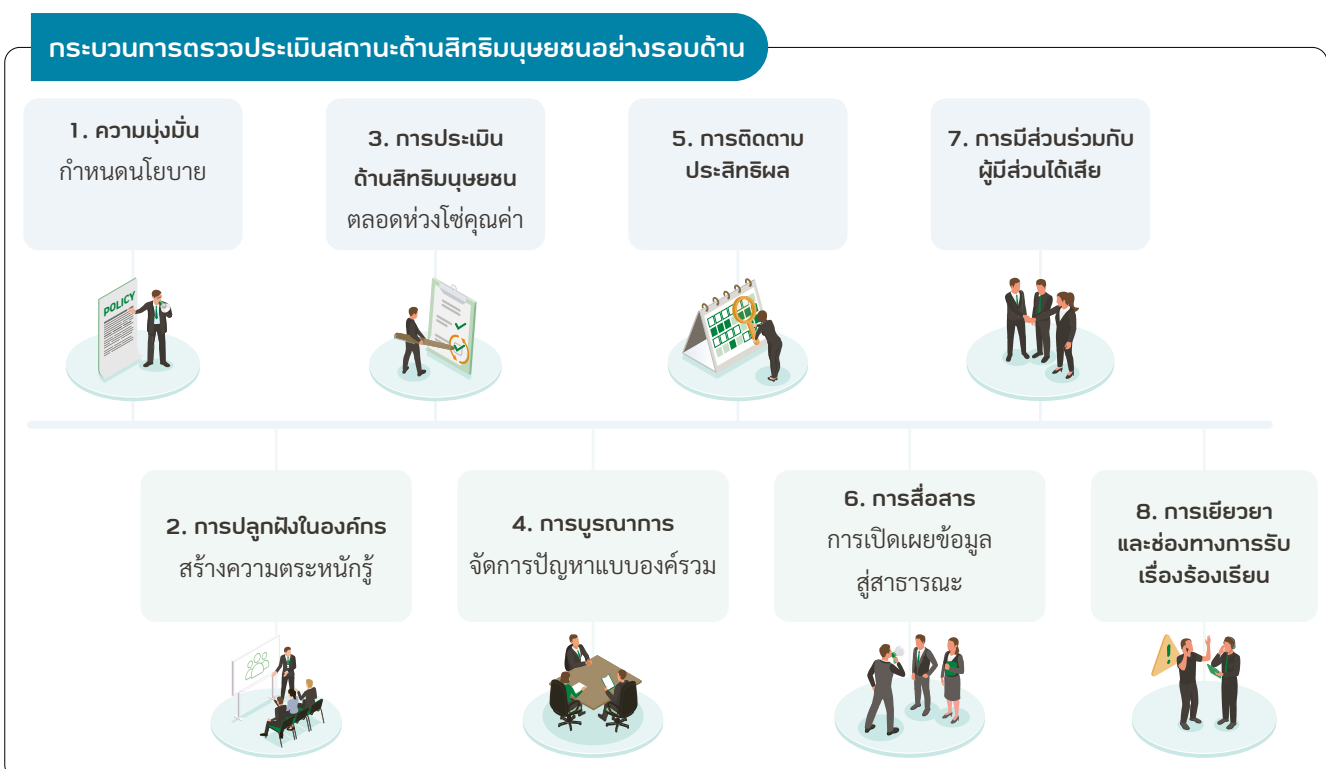 กระบวนการตรวจประเมินสถานะด้านสิทธิมนุษยชนอย่างรอบด้าน
1. ความมุ่งมั่น
กำหนดนโยบาย
3. การประเมิน
ด้านสิทธิมนุษยชน
ตลอดห่วงโซ่คุณค่า
5. การติดตาม
ประสิทธิผล
7. การมีส่วนร่วมกับ
ผู้มีส่วนได้เสีย
POLICY
2. การปลูกฝังในองค์กร
สร้างความตระหนักรู้
4. การบูรณาการ
จัดการปัญหาแบบองค์รวม
6. การสื่อสาร
การเปิดเผยข้อมูล
สู่สาธารณะ
8. การเยียวยา
และช่องทางการรับ
เรื่องร้องเรียน
!